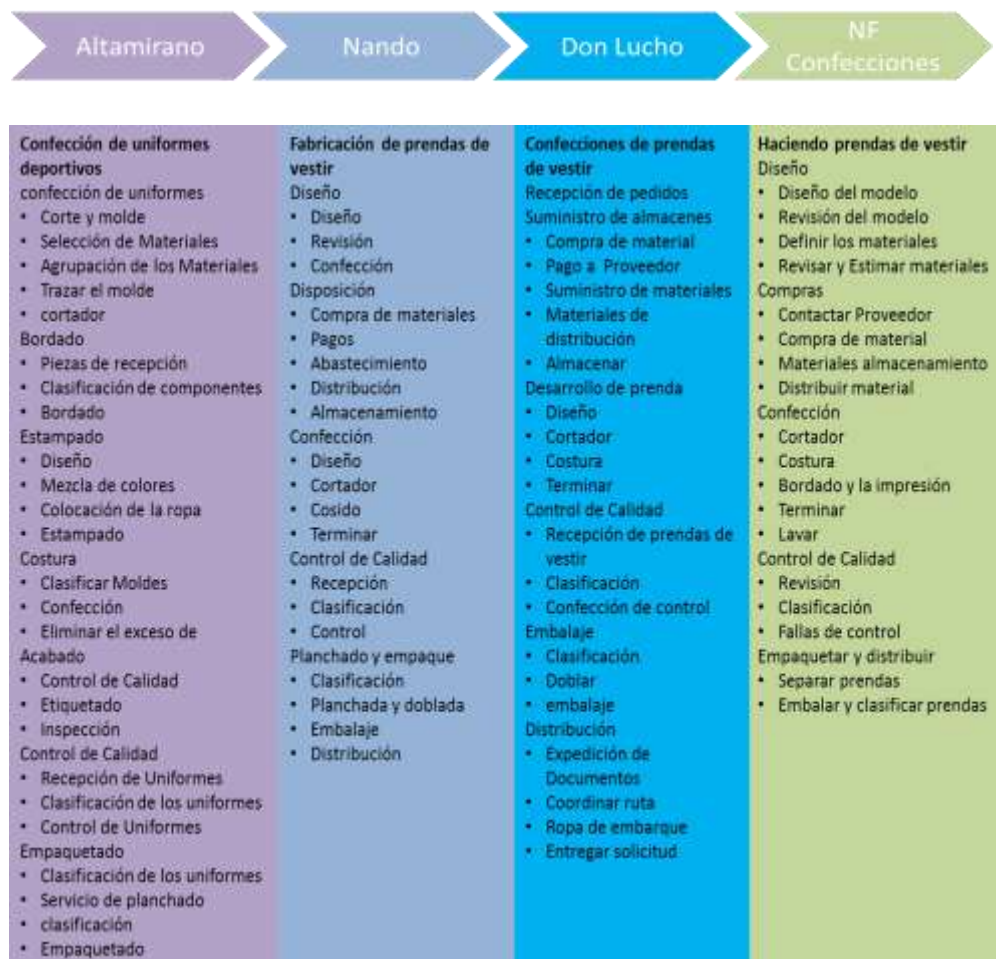 Altamirano
Nando
Don Lucho
NF
Confecciones
Confección de uniformes
deportivos
confección de uniformes
• Corte y molde
• Selección de Materiales
• Agrupación de los Materiales
• Trazar el molde
• cortador
Bordado
• Piezas de recepción
• Clasificación de componentes
• Bordado
Estampado
• Diseño
• Mezcla de colores
• Colocación de la ropa
• Estampado
Costura
• Clasificar Moldes
• Confección
• Eliminar el exceso de
Acabado
• Control de Calidad
• Etiquetado
• Inspección
Control de Calidad
• Recepción de Uniformes
• Clasificación de los uniformes
• Control de Uniformes
Empaquetado
• Clasificación de los uniformes
• Servicio de planchado
• clasificación
• Empaquetado
Fabricación de prendas de
vestir
Diseño
• Diseño
• Revisión
• Confección
Disposición
• Compra de materiales
• Pagos
• Abastecimiento
• Distribución
• Almacenamiento
Confección
• Diseño
• Cortador
• Cosido
• Terminar
Control de Calidad
• Recepción
• Clasificación
• Control
Planchado y empaque
• Clasificación
• Planchada y doblada
• Embalaje
• Distribución
Confecciones de prendas
de vestir
Recepción de pedidos
Suministro de almacenes
• Compra de material
• Pago a Proveedor
• Suministro de materiales
• Materiales de
distribución
• Almacenar
Desarrollo de prenda
• Diseño
• Cortador
• Costura
• Terminar
Control de Calidad
• Recepción de prendas de
vestir
• Clasificación
• Confección de control
Embalaje
• Clasificación
• Doblar
• embalaje
Distribución
• Expedición de
Documentos
• Coordinar ruta
• Ropa de embarque
• Entregar solicitud
Haciendo prendas de vestir
Diseño
• Diseño del modelo
• Revisión del modelo
• Definir los materiales
• Revisar y Estimar materiales
Compras
• Contactar Proveedor
• Compra de material
• Materiales almacenamiento
• Distribuir material
Confección
• Cortador
• Costura
• Bordado y la impresión
• Terminar
• Lavar
Control de Calidad
• Revisión
• Clasificación
• Fallas de control
Empaquetar y distribuir
• Separar prendas
• Embalar y clasificar prendas